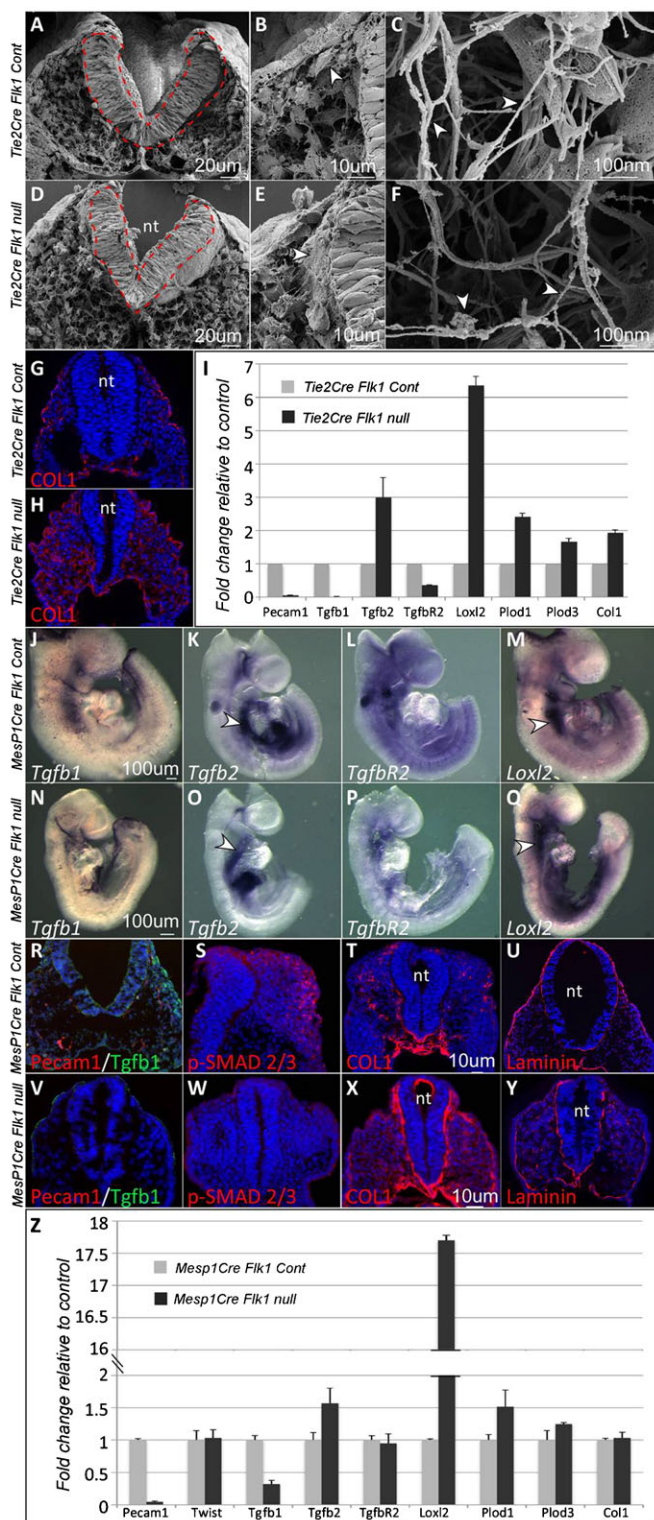 Tie2Cre Flk1 Cont
A
20um
B
10um
C
100nm
Tie2Cre Flk1 null
D
nt
20um
E
10um
F
100nm
Tie2Cre Flk1 Cont
G
nt
COL1
Tie2Cre Flk1 null
H
nt
COL1
I
Fold change relative to control
7
6
5
4
3
2
1
0
Tie2Cre Flk1 Cont
Tie2Cre Flk1 null
Pecam1 Tgfb1 Tgfb2 TgfbR2 Loxl2 Plod1 Plod3 Col1
MesP1Cre Flk1 Cont
J
Tgfb1
100um
K
Tgfb2
L
TgfbR2
M
Loxl2
MesP1Cre Flk1 null
N
Tgfb1
100um
O
Tgfb2
P
TgfbR2
Q
Loxl2
MesP1Cre Flk1 Cont
R
Pecam1/Tgfb1
S
p-SMAD 2/3
T
nt
COL1
10um
U
nt
Laminin
MesP1Cre Flk1 null
V
Pecam1/Tgfb1
W
p-SMAD 2/3
X
nt
COL1
10um
Y
nt
Laminin
Z
Fold change relative to control
18
17.5
17
16.5
16
2
1.5
1
0.5
0
Mesp1Cre Flk1 Cont
Mesp1Cre Flk1 null
Pecam1 Twist Tgfb1 Tgfb2 TgfbR2 Loxl2 Plod1 Plod3 Col1